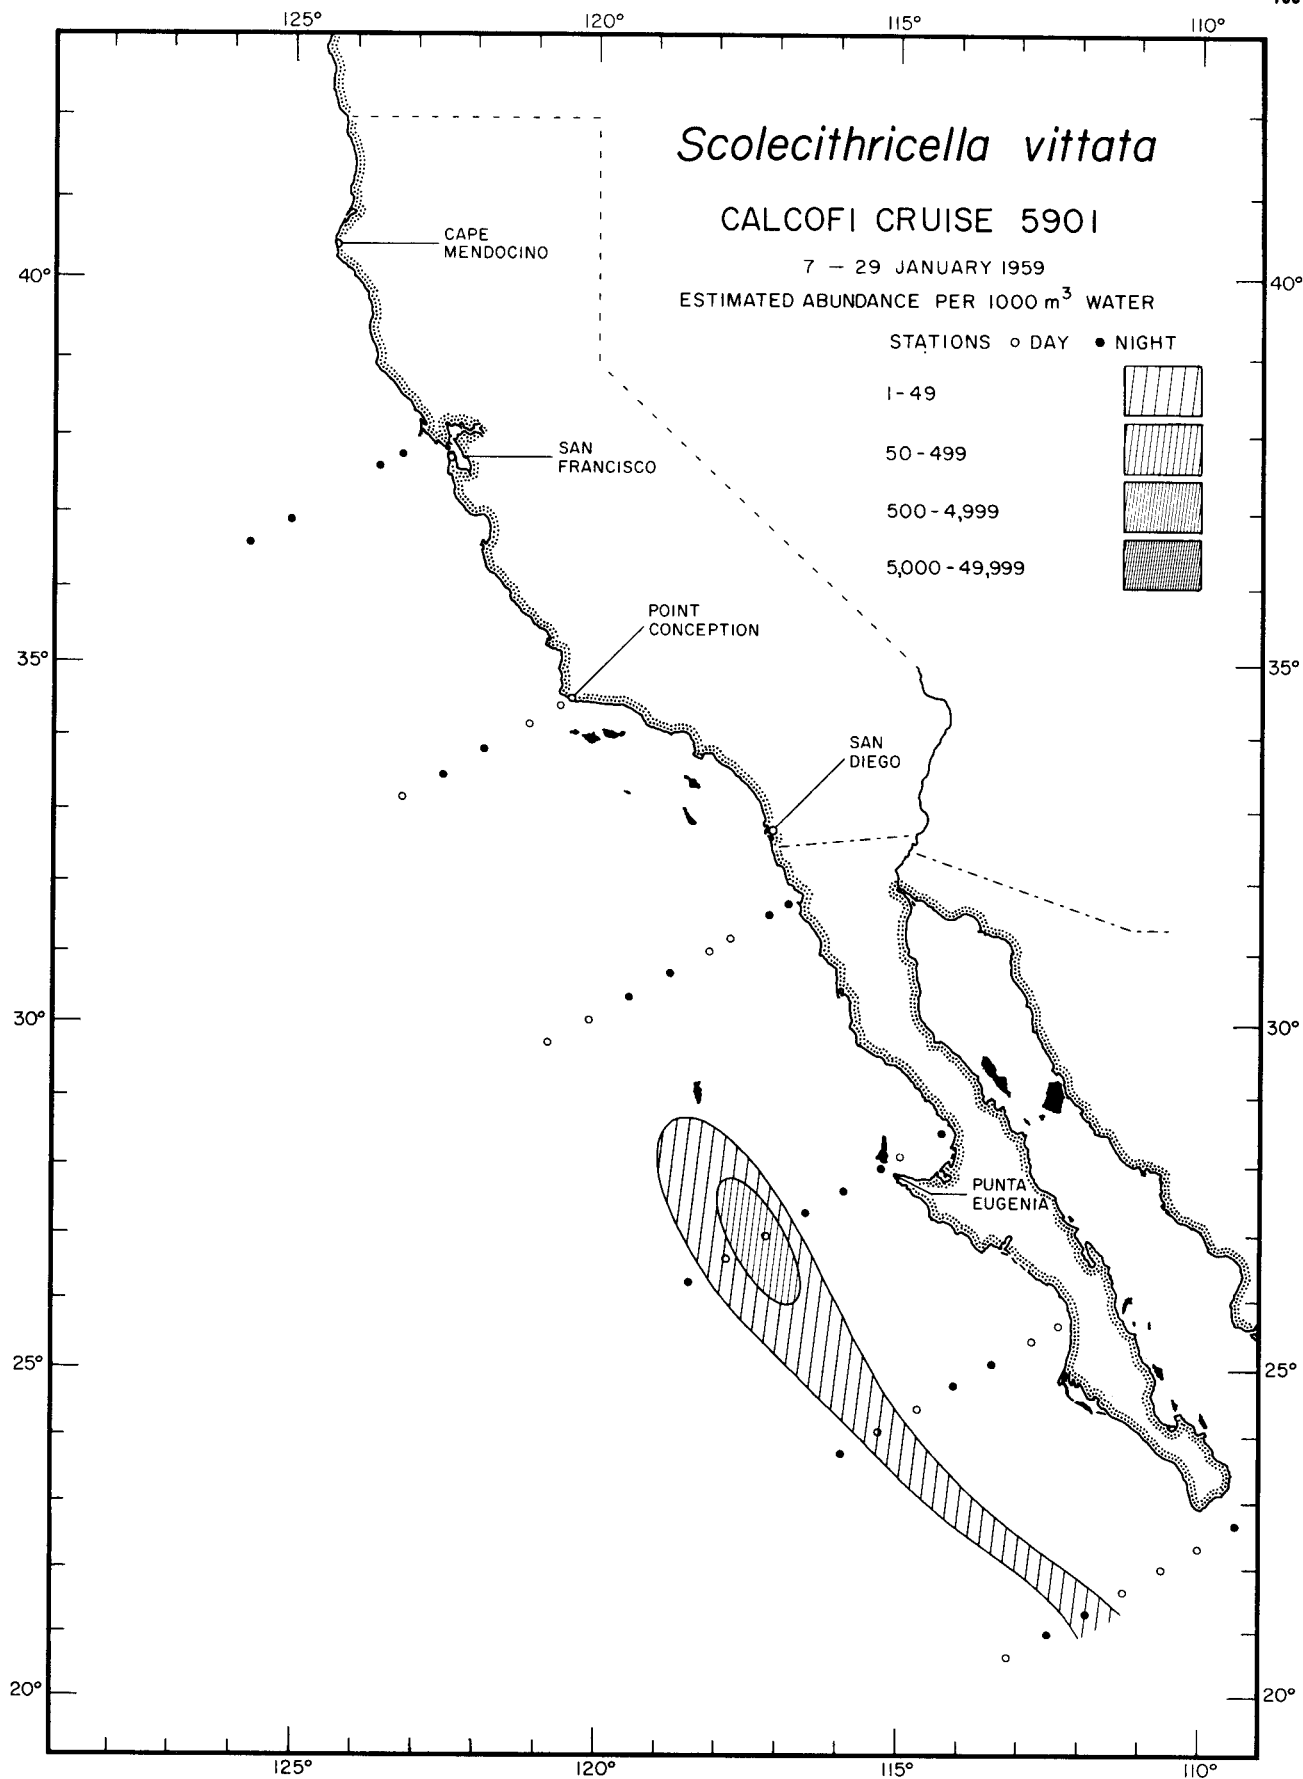 125°
120°
115°
110°
Scolecithricella vittata
CALCOFI CRUISE 5901
7 — 29 JANUARY 1959
ESTIMATED ABUNDANCE PER 1000 m³ WATER
STATIONS ○ DAY ● NIGHT
1-49
50-499
500-4,999
5,000-49,999
CAPE
MENDOCINO
40°
40°
SAN
FRANCISCO
POINT
CONCEPTION
35°
35°
SAN
DIEGO
30°
30°
PUNTA
EUGENIA
25°
25°
20°
20°
125°
120°
115°
110°